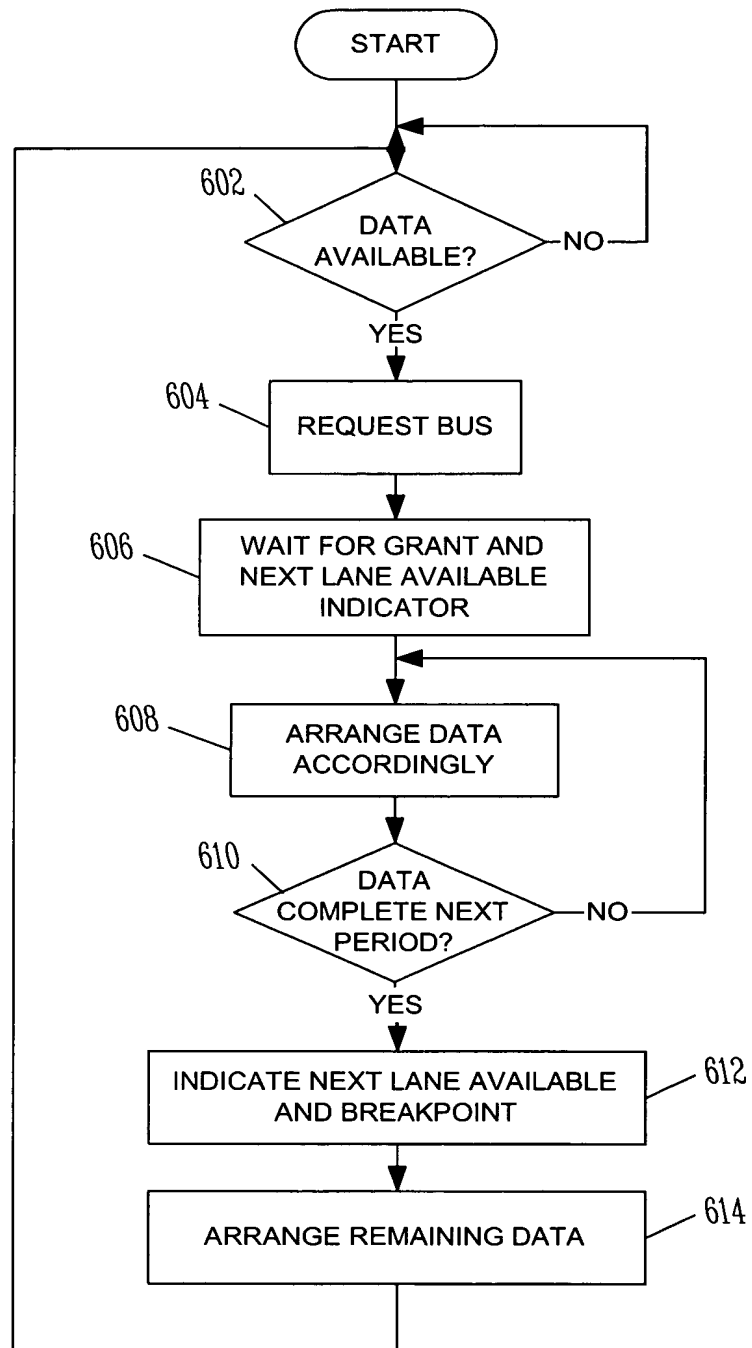 START
602
DATA
AVAILABLE?
NO
YES
604
REQUEST BUS
606
WAIT FOR GRANT AND
NEXT LANE AVAILABLE
INDICATOR
608
ARRANGE DATA
ACCORDINGLY
610
DATA
COMPLETE NEXT
PERIOD?
NO
YES
INDICATE NEXT LANE AVAILABLE
AND BREAKPOINT
612
ARRANGE REMAINING DATA
614